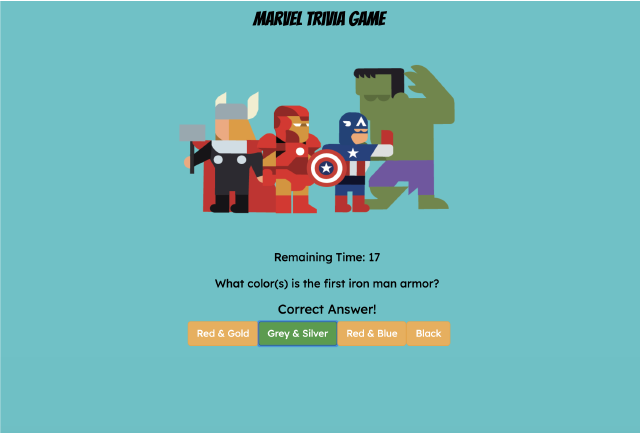 MARVEL TRIVIA GAME
Remaining Time: 17
What color(s) is the first iron man armor?
Correct Answer!
Red & Gold Grey & Silver Red & Blue Black